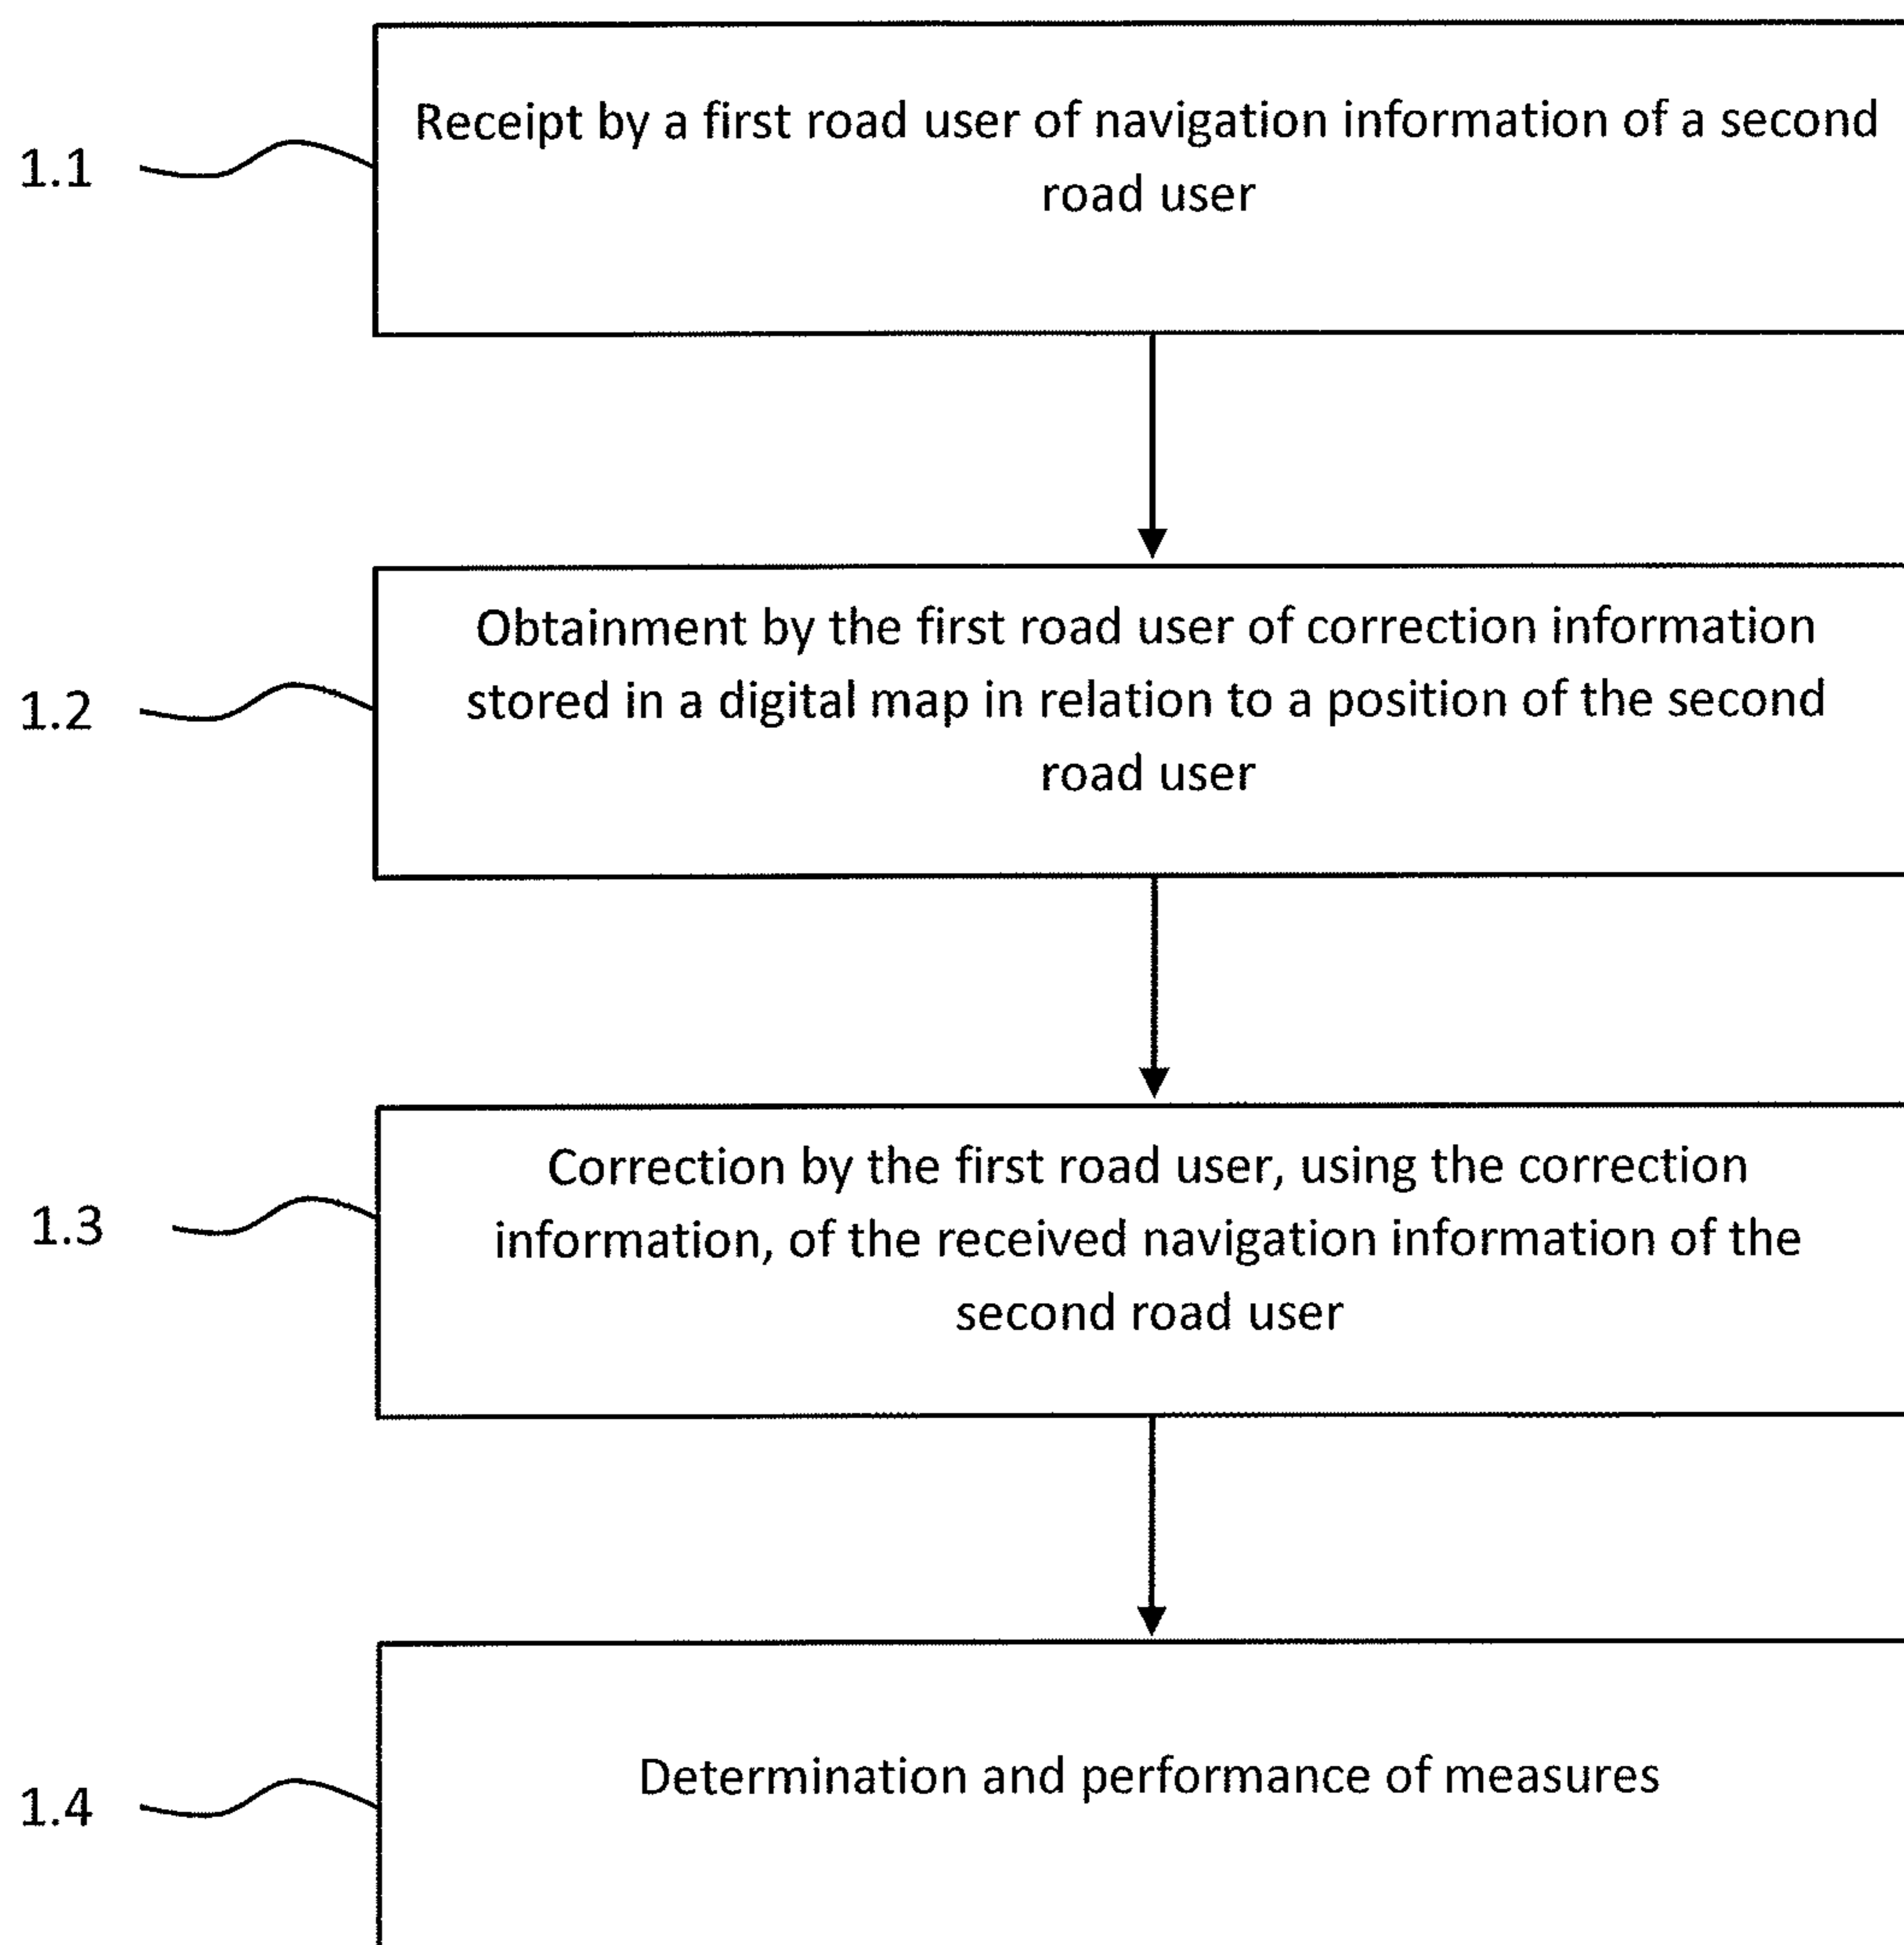 Receipt by a first road user of navigation information of a second
road user
1.1
Obtainment by the first road user of correction information
stored in a digital map in relation to a position of the second
road user
1.2
Correction by the first road user, using the correction
information, of the received navigation information of the
second road user
1.3
Determination and performance of measures
1.4